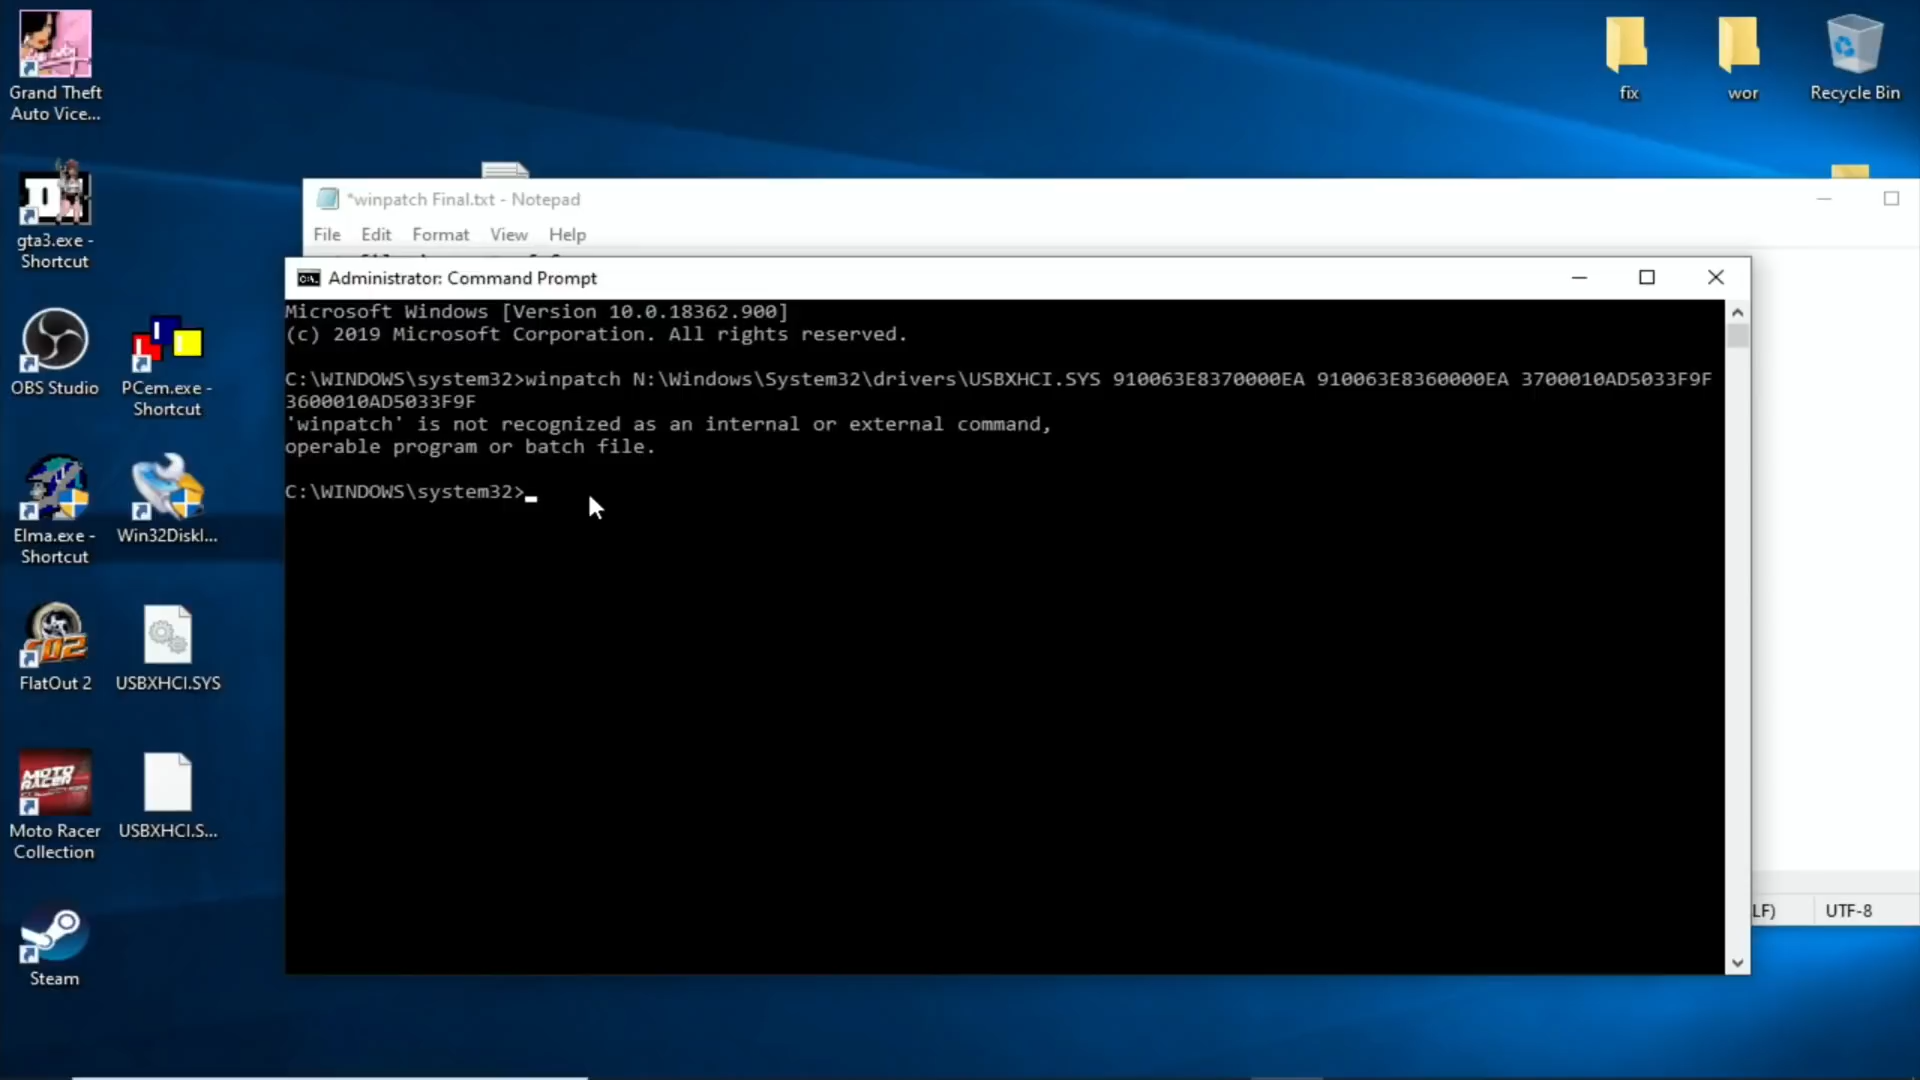 Grand Theft
Auto Vice...
gta3.exe -
Shortcut
OBS Studio
PCem.exe -
Shortcut
Elma.exe -
Shortcut
Win32DiskI...
FlatOut 2
USBXHCI.SYS
Moto Racer
Collection
USBXHCI.S...
Steam
fix
wor
Recycle Bin
*winpatch Final.txt - Notepad
File Edit Format View Help
Administrator: Command Prompt
Microsoft Windows [Version 10.0.18362.900]
(c) 2019 Microsoft Corporation. All rights reserved.
C:\WINDOWS\system32>winpatch N:\Windows\System32\drivers\USBXHCI.SYS 910063E8370000EA 910063E8360000EA 3700010AD5033F9F
3600010AD5033F9F
'winpatch' is not recognized as an internal or external command,
operable program or batch file.
C:\WINDOWS\system32>
LF) UTF-8
MOTO
RACER